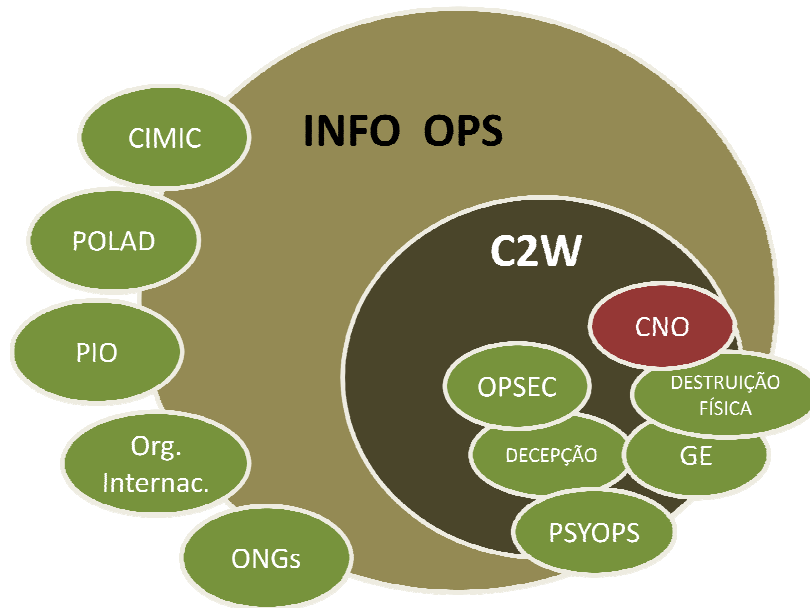 INFO OPS
CIMIC
POLAD
PIO
Org.
Internac.
ONGs
C2W
CNO
OPSEC
DESTRUIÇÃO
FÍSICA
DECEPÇÃO
GE
PSYOPS